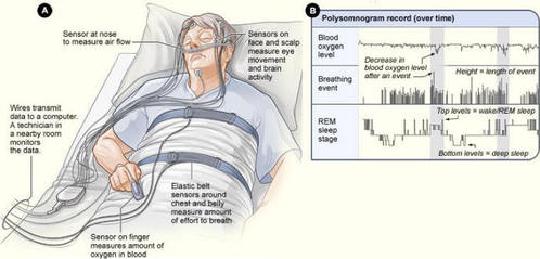 A
Sensor at nose
to measure air flow
Sensors on
face and scalp
measure eye
movement
and brain
activity
Wires transmit
data to a computer.
A technician in
a nearby room
monitors
the data.
Elastic belt
sensors around
chest and belly
measure amount
of effort to breath
Sensor on finger
measures amount of
oxygen in blood
B
Polysomnogram record (over time)
Blood
oxygen
level
Decrease in
blood oxygen level
after an event
Breathing
event
Height = length of event
REM
sleep
stage
Top levels = wake/REM sleep
Bottom levels = deep sleep